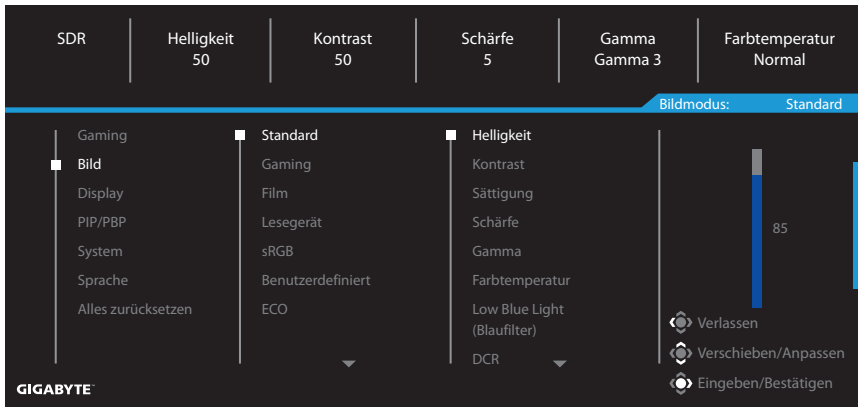 SDR
Helligkeit
50
Kontrast
50
Schärfe
5
Gamma
Gamma 3
Farbtemperatur
Normal
Bildmodus: Standard
Gaming
Bild
Display
PIP/PBP
System
Sprache
Alles zurücksetzen
Standard
Gaming
Film
Lesegerät
sRGB
Benutzerdefiniert
ECO
Helligkeit
Kontrast
Sättigung
Schärfe
Gamma
Farbtemperatur
Low Blue Light
(Blaufilter)
DCR
85
Verlassen
Verschieben/Anpassen
Eingeben/Bestätigen
GIGABYTE™